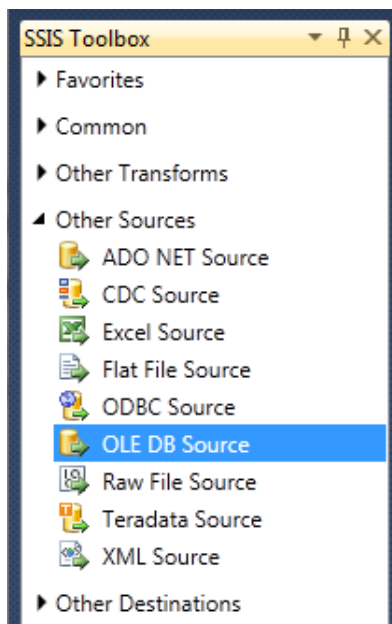 SSIS Toolbox
Favorites
Common
Other Transforms
Other Sources
ADO NET Source
CDC Source
Excel Source
Flat File Source
ODBC Source
OLE DB Source
Raw File Source
Teradata Source
XML Source
Other Destinations